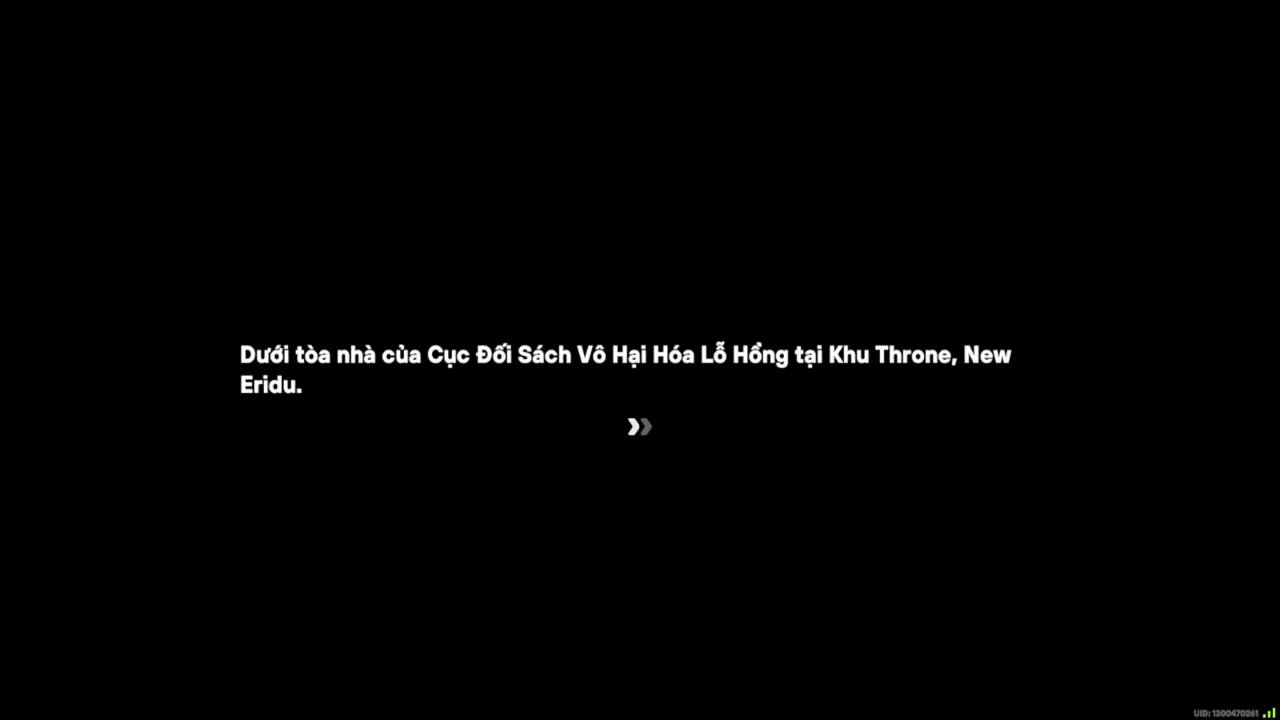 Dưới tòa nhà của Cục Đối Sách Vô Hại Hóa Lỗ Hổng tại Khu Throne, New
Eridu.
UID: 1300470261